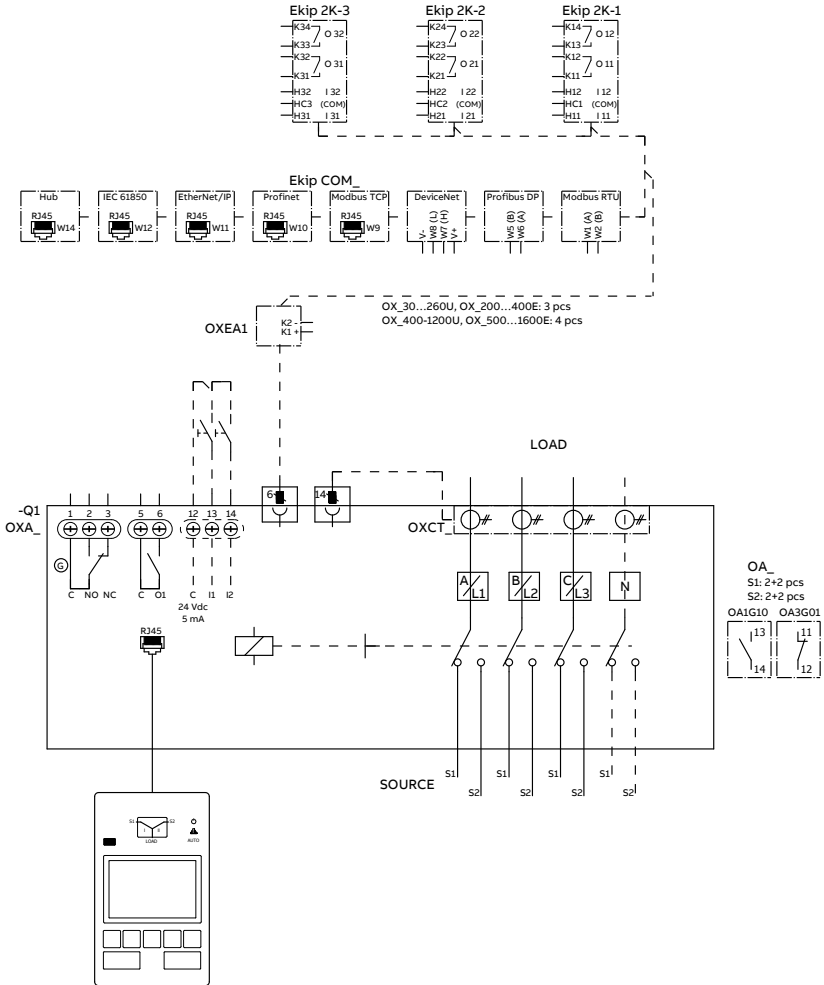 Ekip 2K-3 Ekip 2K-2 Ekip 2K-1
K34 O 32 K24 O 22 K14 O 12
K33 K23 K13
K32 O 31 K22 O 21 K12 O 11
K31 K21 K11
H32 I 32 H22 I 22 H12 I 12
HC3 (COM) HC2 (COM) HC1 (COM)
H31 I 31 H21 I 21 H11 I 11
Ekip COM_
Hub IEC 61850 EtherNet/IP Profinet Modbus TCP DeviceNet Profibus DP Modbus RTU
RJ45 RJ45 RJ45 RJ45 RJ45
W14 W12 W11 W10 W9
V- W8 (L) W7 (H) V+ W5 (B) W6 (A) W1 (A) W2 (B)
OX_30...260U, OX_200...400E: 3 pcs
OX_400-1200U, OX_500...1600E: 4 pcs
OXEA1
K2 -
K1 +
LOAD
6 14
-Q1
OXA_
1 2 3 5 6 12 13 14
OXCT_
G
C NO NC C O1 C I1 I2
24 Vdc
5 mA
A L1 B L2 C L3 N
OA_
S1: 2+2 pcs
S2: 2+2 pcs
OA1G10 OA3G01
13 11
14 12
RJ45
SOURCE
S1 S1 S1 S1
S2 S2 S2 S2
S1 S2
I II
LOAD AUTO